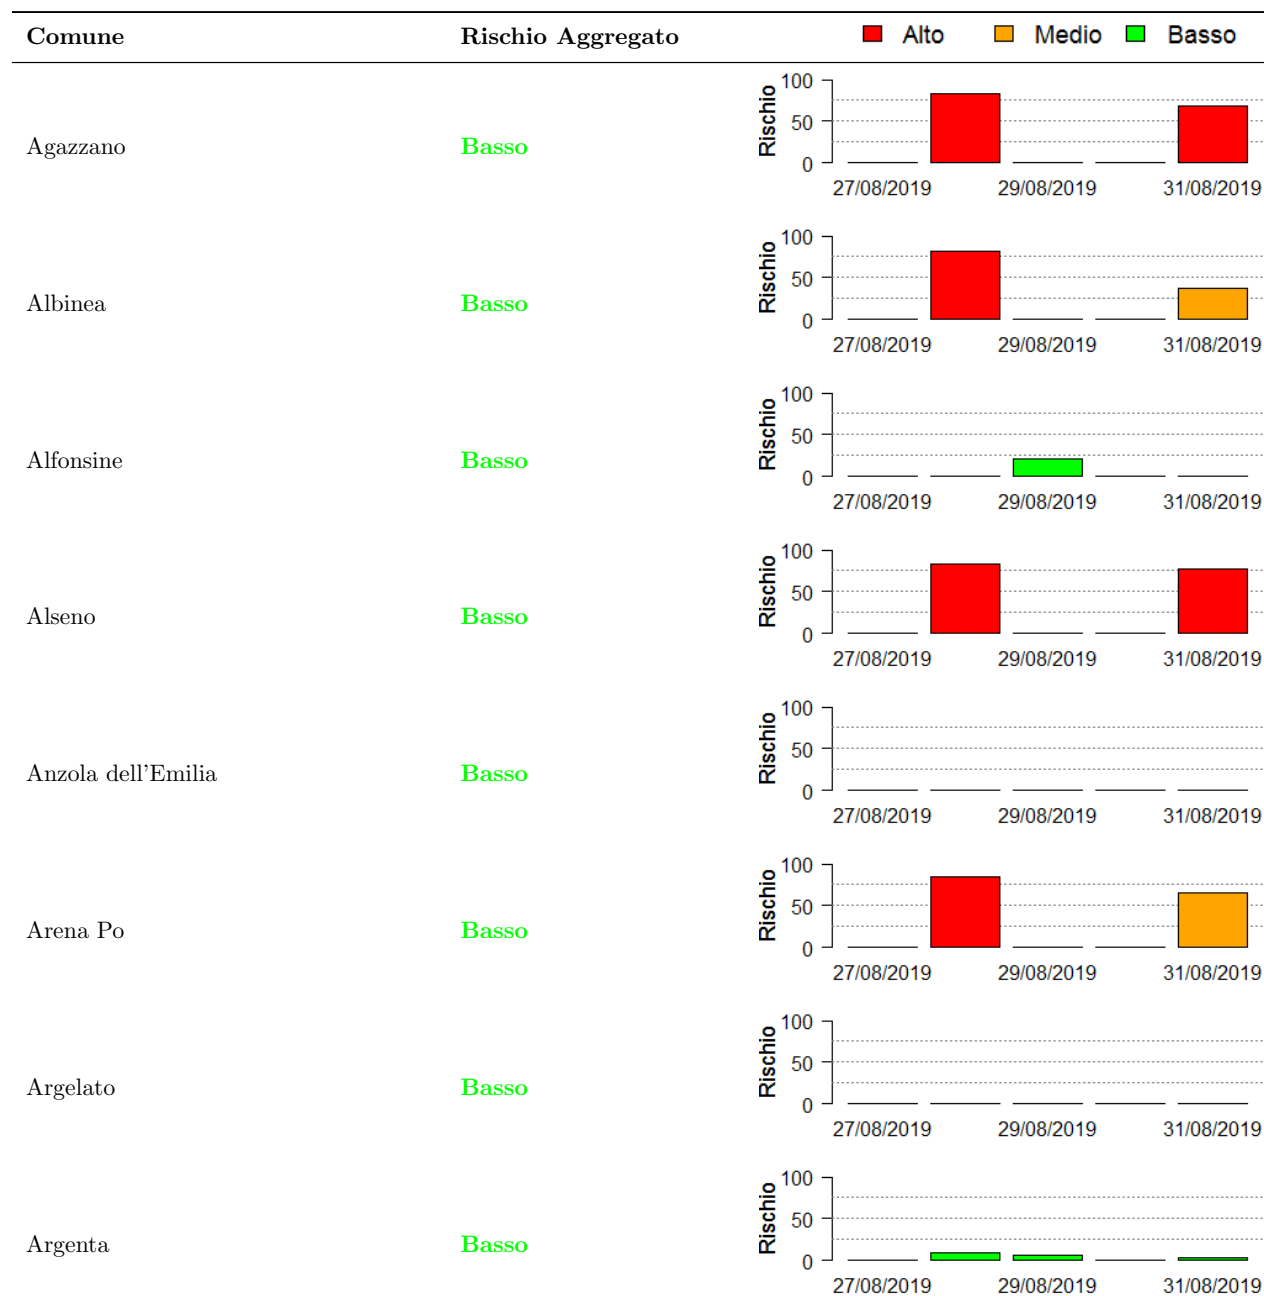 Comune Rischio Aggregato Alto Medio Basso
100
50
0
Rischio
Agazzano Basso
27/08/2019 29/08/2019 31/08/2019
100
50
0
Rischio
Albinea Basso
27/08/2019 29/08/2019 31/08/2019
100
50
0
Rischio
Alfonsine Basso
27/08/2019 29/08/2019 31/08/2019
100
50
0
Rischio
Alseno Basso
27/08/2019 29/08/2019 31/08/2019
100
50
0
Rischio
Anzola dell'Emilia Basso
27/08/2019 29/08/2019 31/08/2019
100
50
0
Rischio
Arena Po Basso
27/08/2019 29/08/2019 31/08/2019
100
50
0
Rischio
Argelato Basso
27/08/2019 29/08/2019 31/08/2019
100
50
0
Rischio
Argenta Basso
27/08/2019 29/08/2019 31/08/2019